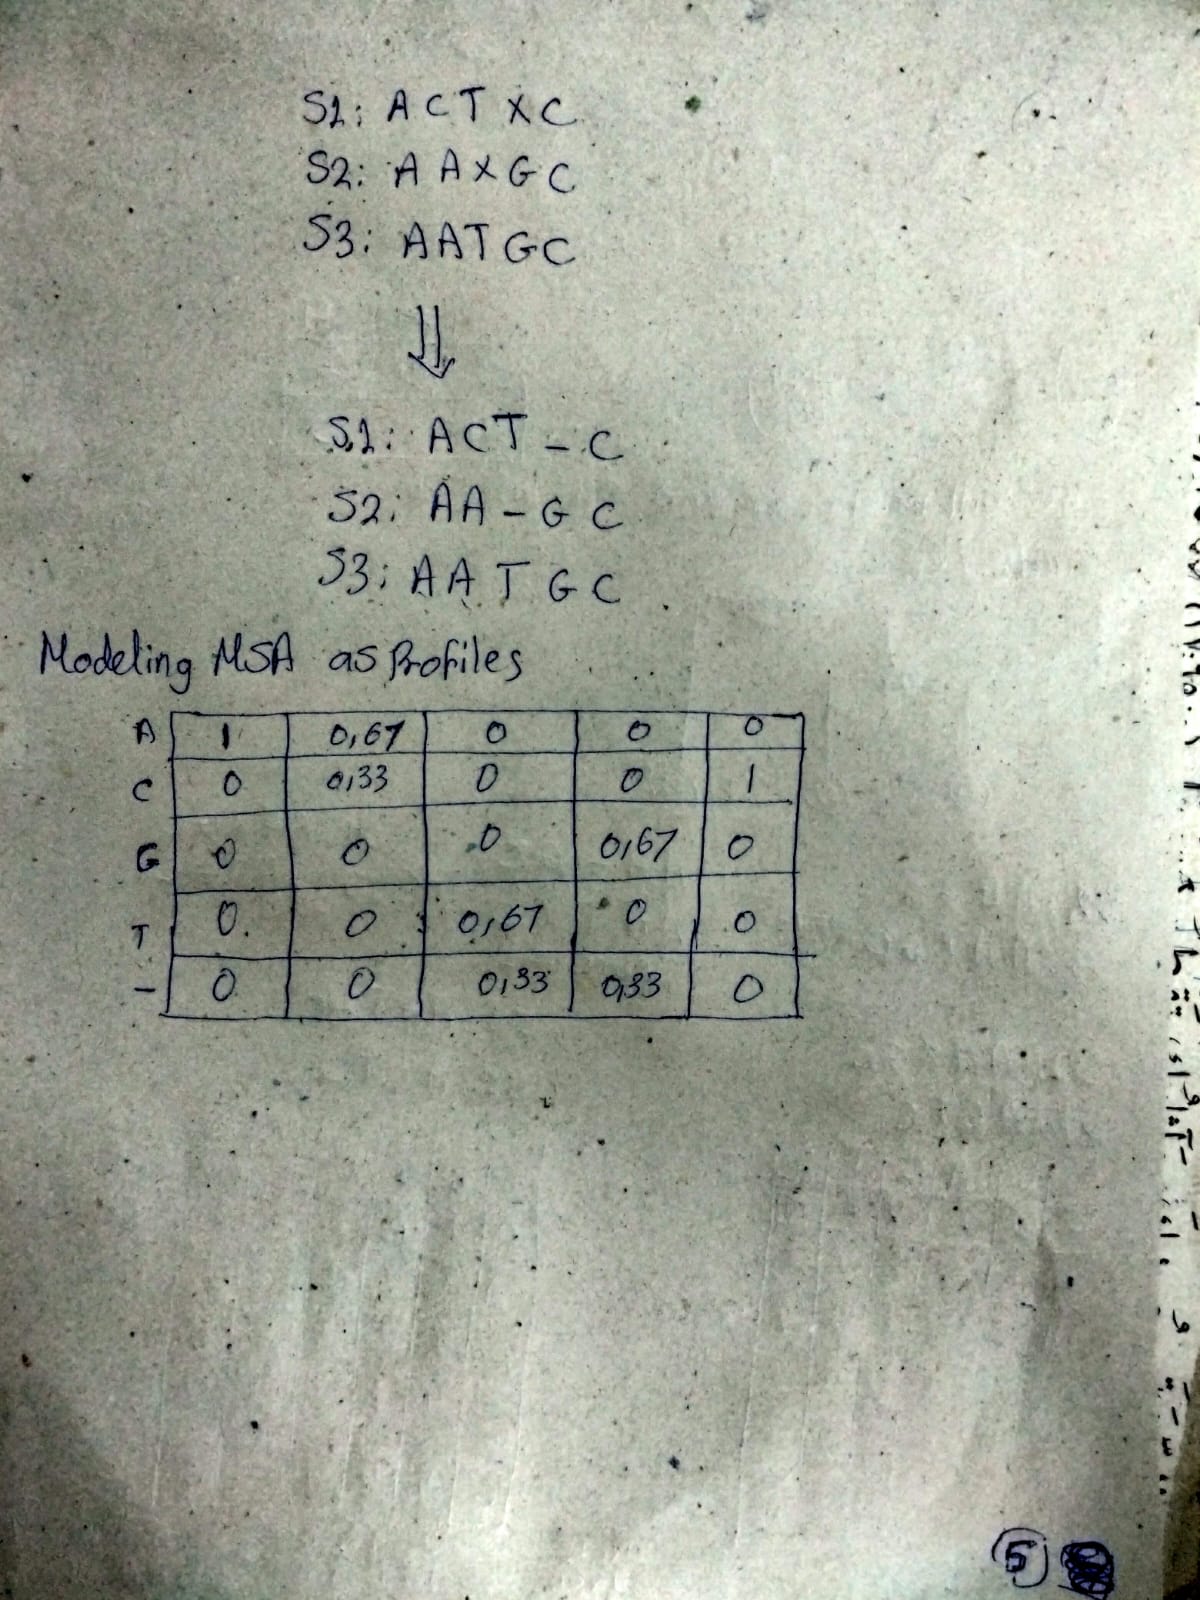 S1: ACTXC
S2: AAXGC
S3: AATGC
⇓
S1: ACT-C
S2: AA-GC
S3: AATGC
Modeling MSA as Profiles
A 1 0,67 0 0 0
C 0 0,33 0 0 1
G 0 0 0 0,67 0
T 0 0 0,67 0 0
- 0 0 0,33 0,33 0
5